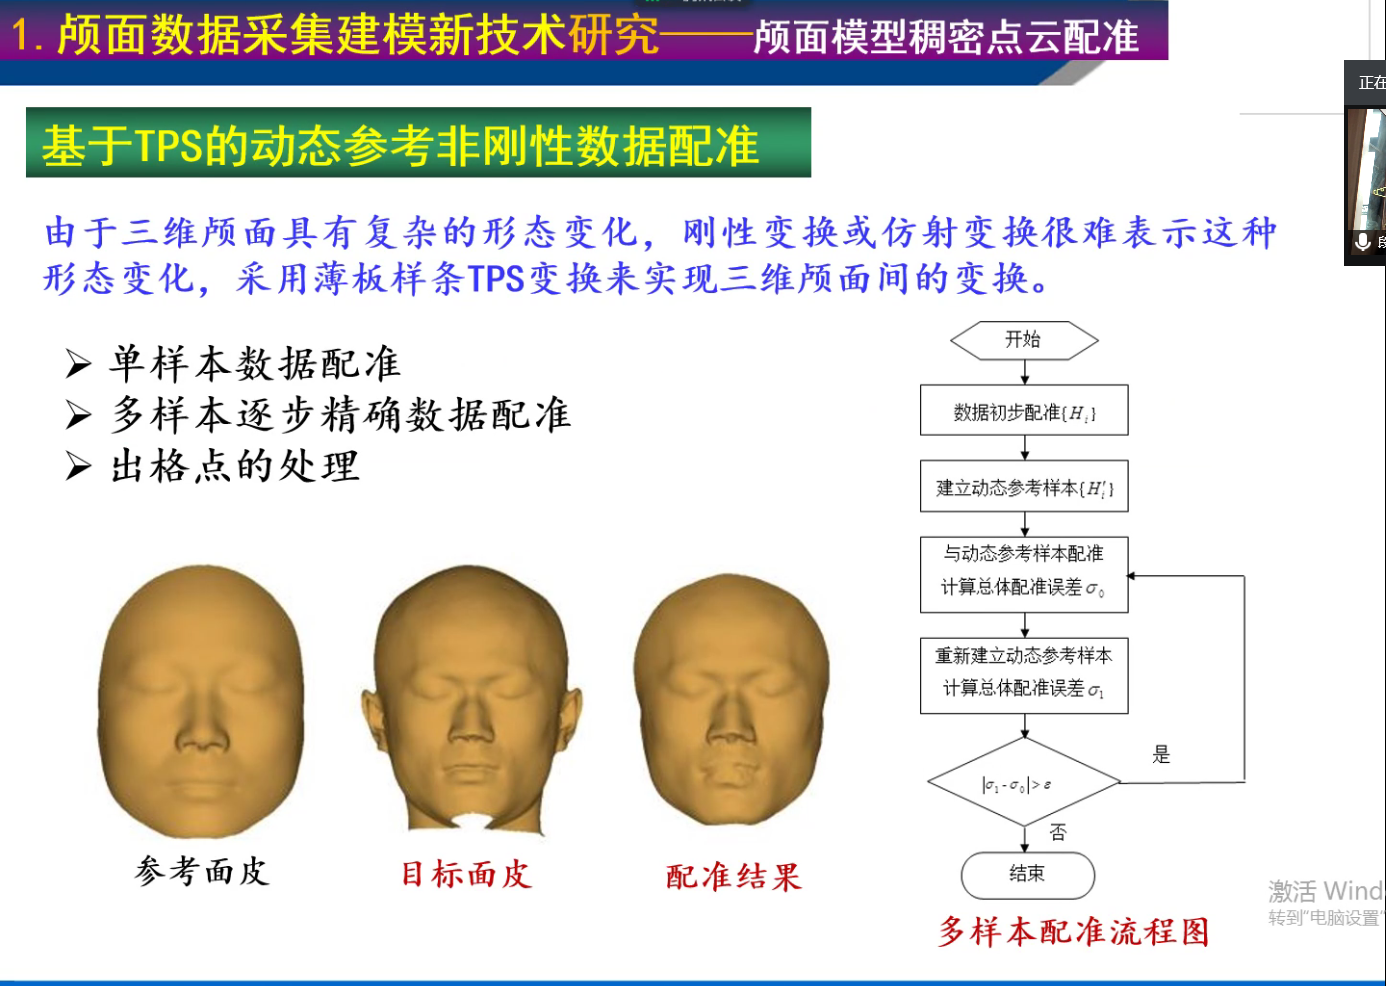 1.颅面数据采集建模新技术研究——颅面模型稠密点云配准
正在
基于TPS的动态参考非刚性数据配准
由于三维颅面具有复杂的形态变化，刚性变换或仿射变换很难表示这种
形态变化，采用薄板样条TPS变换来实现三维颅面间的变换。
➢ 单样本数据配准
➢ 多样本逐步精确数据配准
➢ 出格点的处理
开始
数据初步配准{H_i}
建立动态参考样本{H'_i}
与动态参考样本配准
计算总体配准误差σ₀
重新建立动态参考样本
计算总体配准误差σ₁
|σ₁-σ₀|>ε
是
否
结束
参考面皮
目标面皮
配准结果
多样本配准流程图
激活 Wind
转到"电脑设置"